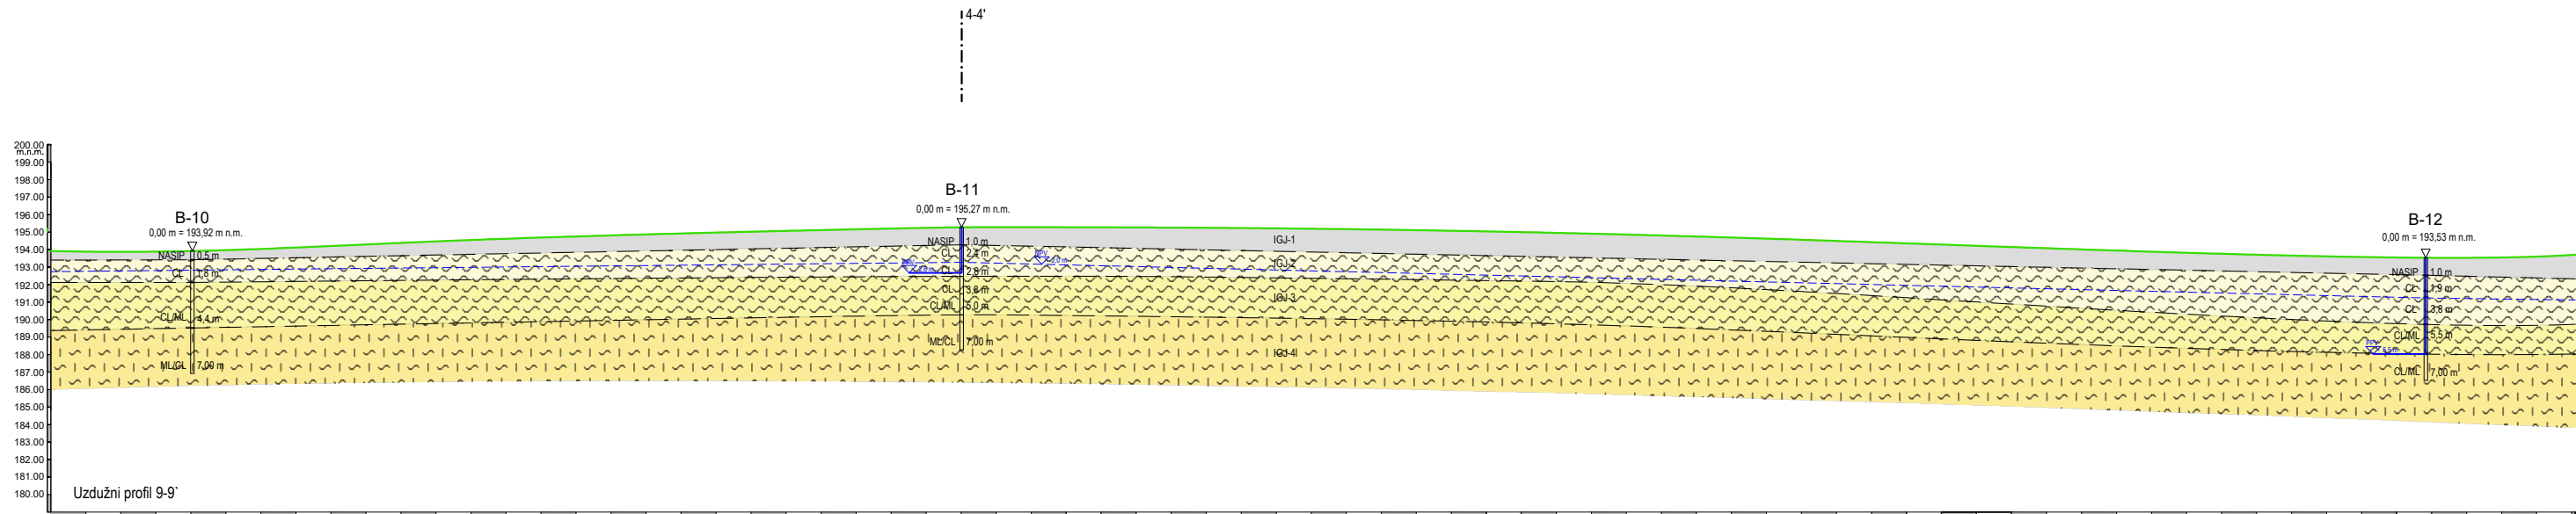 4-4'
200.00
m.n.m.
199.00
198.00
197.00
196.00
195.00
194.00
193.00
192.00
191.00
190.00
189.00
188.00
187.00
186.00
185.00
184.00
183.00
182.00
181.00
180.00
B-10
0,00 m = 193,92 m n.m.
NASIP 0,5 m
CL 1,8 m
CL/ML 4,4 m
ML/CL 7,00 m
B-11
0,00 m = 195,27 m n.m.
NASIP 1,0 m
CL 2,4 m
CL 2,8 m
CL 3,8 m
CL/ML 5,0 m
ML/CL 7,00 m
IGJ-1
IGJ-2
IGJ-3
IGJ-4
B-12
0,00 m = 193,53 m n.m.
NASIP 1,0 m
CL 1,9 m
CL 3,8 m
CL/ML 5,5 m
CL/ML 7,00 m
Uzdužni profil 9-9`